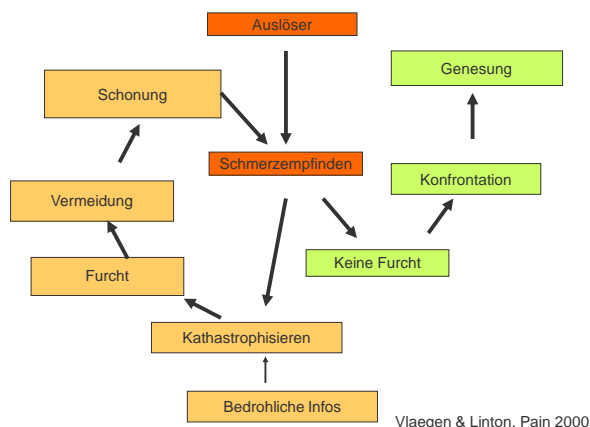 Auslöser
Genesung
Schonung
Schmerzempfinden
Konfrontation
Vermeidung
Keine Furcht
Furcht
Kathastrophisieren
Bedrohliche Infos
Vlaegen & Linton. Pain 2000